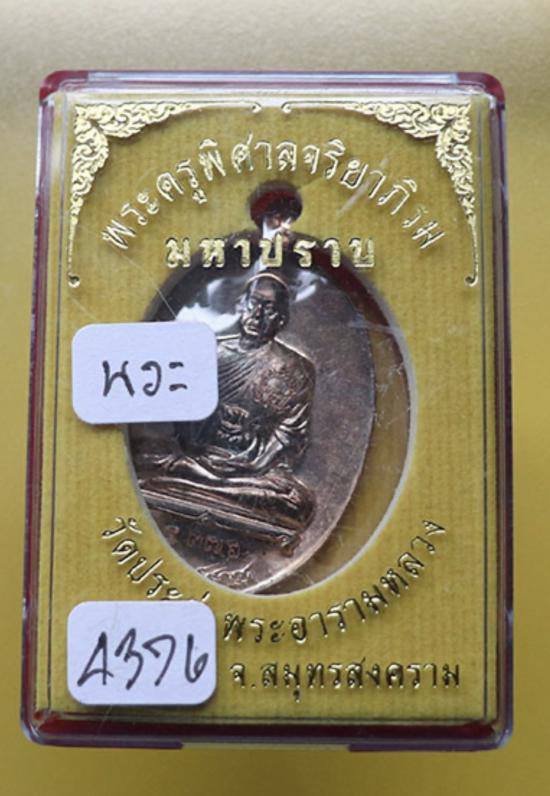 พระครูพิศาลจริยาภิรม
มหาปราบ
พวะ
วัดประ พระอารามหลวง
4376
จ.สมุทรสงคราม